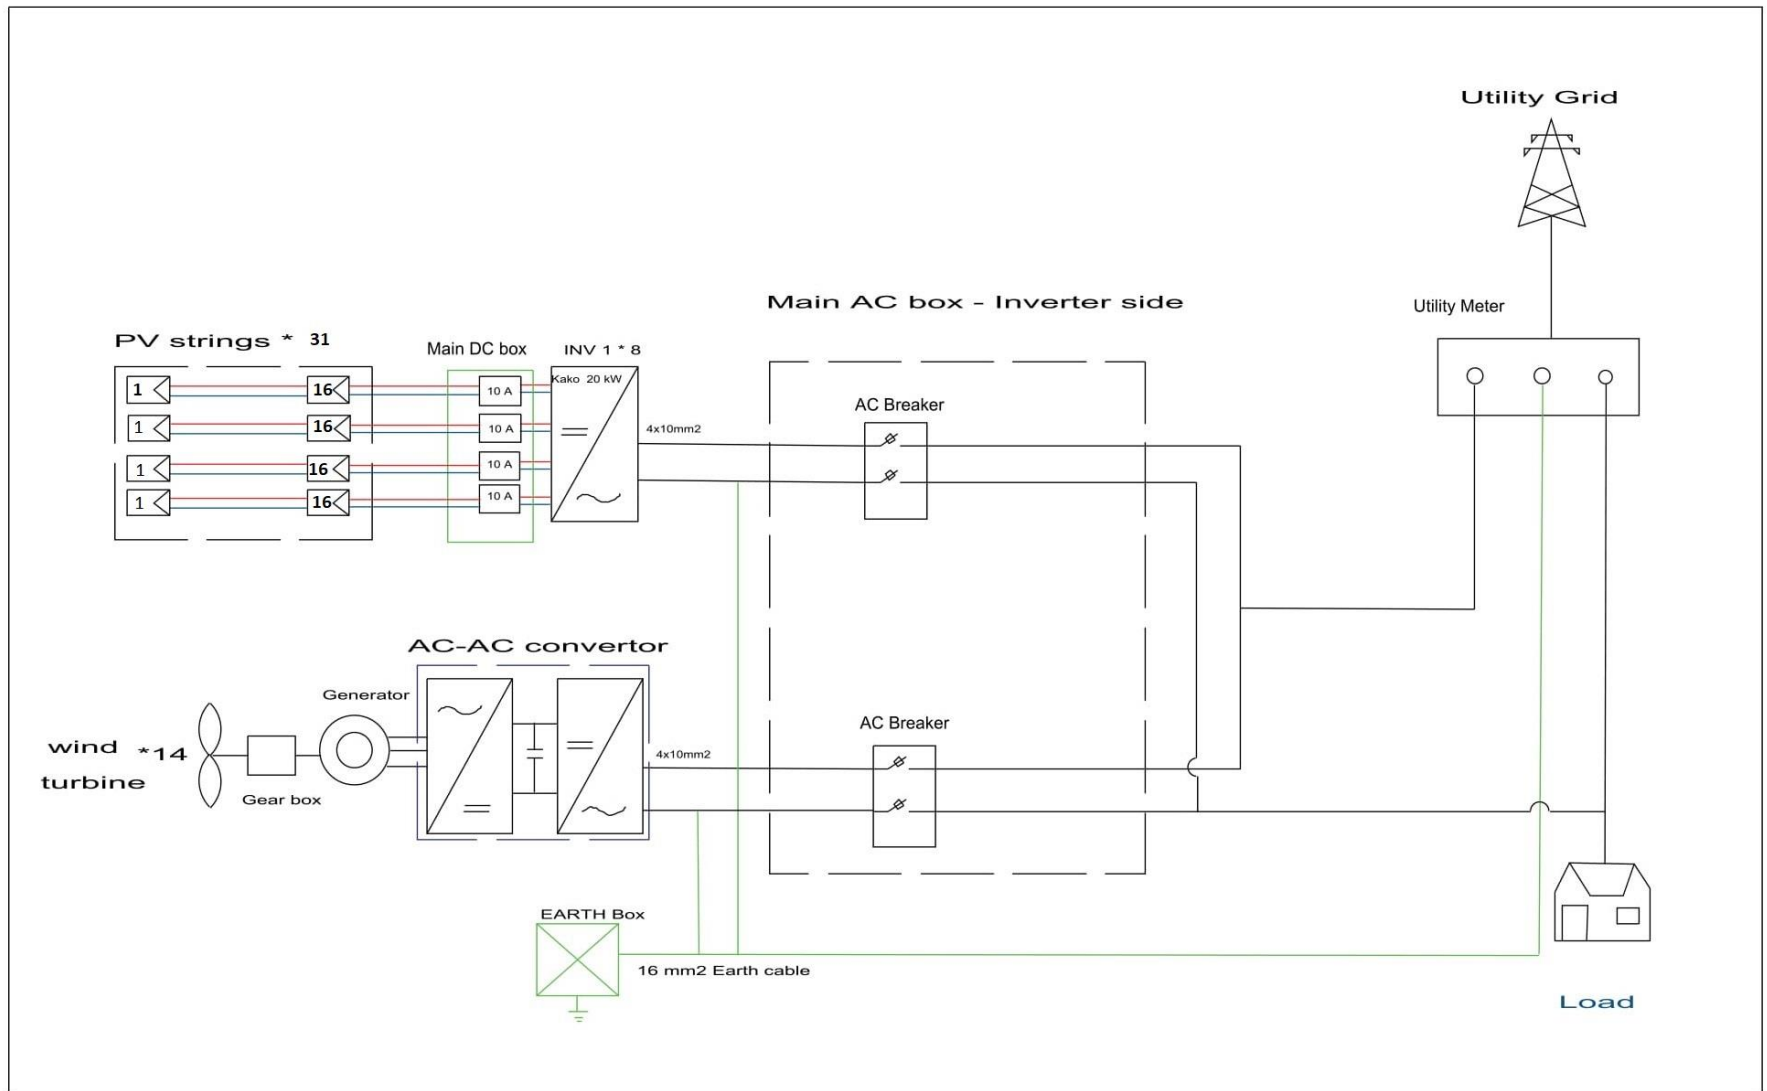 Utility Grid
Main AC box - Inverter side
Utility Meter
PV strings * 31
Main DC box
INV 1 * 8
Kako 20 kW
1
16
10 A
1
16
10 A
1
16
10 A
1
16
10 A
4x10mm2
AC Breaker
AC-AC convertor
Generator
AC Breaker
wind *14
turbine
Gear box
4x10mm2
EARTH Box
16 mm2 Earth cable
Load